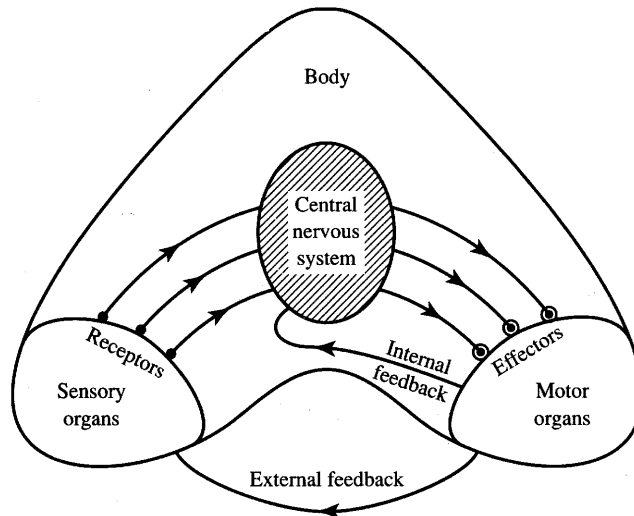 Body
Central
nervous
system
Receptors
Effectors
Internal
feedback
Sensory
organs
Motor
organs
External feedback